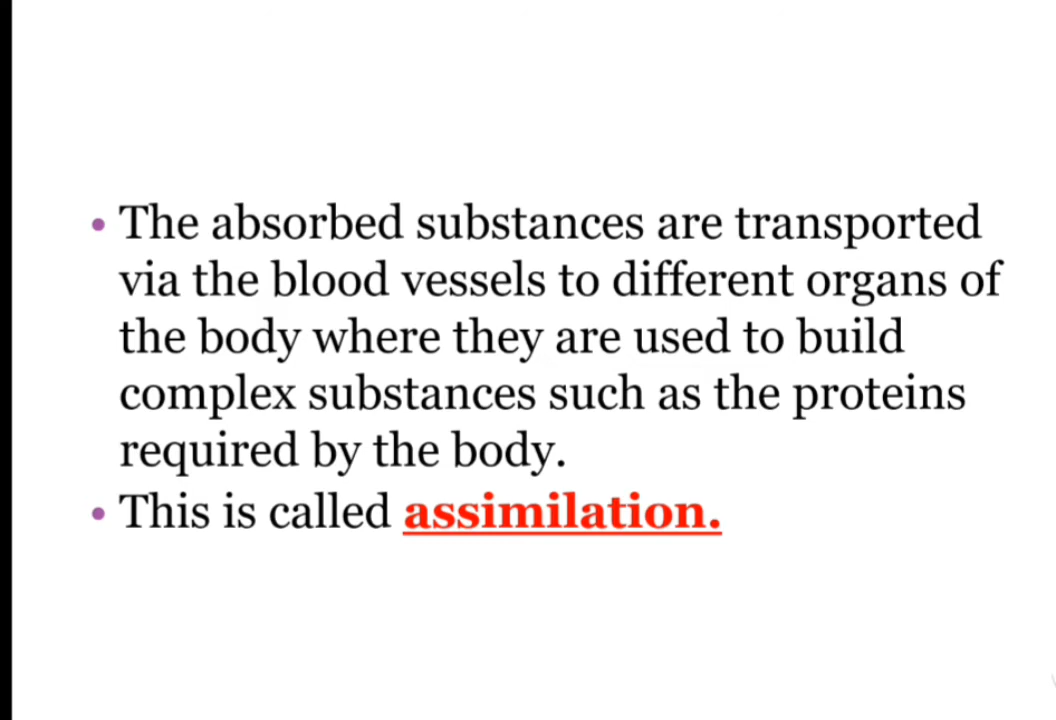 • The absorbed substances are transported
via the blood vessels to different organs of
the body where they are used to build
complex substances such as the proteins
required by the body.
• This is called assimilation.